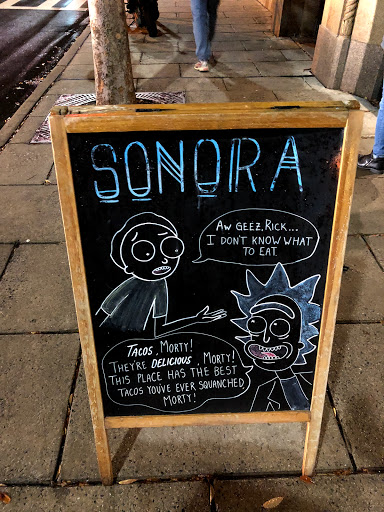 SONORA
AW GEEZ, RICK...
I DON'T KNOW WHAT
TO EAT.
TACOS, MORTY!
THEY'RE DELICIOUS, MORTY!
THIS PLACE HAS THE BEST
TACOS YOU'VE EVER SQUANCHED
MORTY!